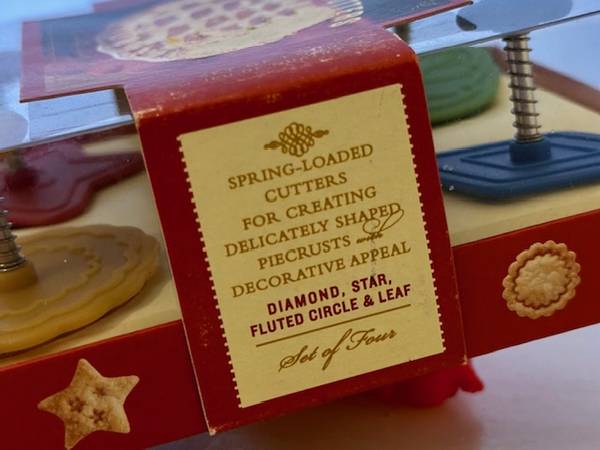 SPRING-LOADED
CUTTERS
FOR CREATING
DELICATELY SHAPED
PIECRUSTS with
DECORATIVE APPEAL
DIAMOND, STAR,
FLUTED CIRCLE & LEAF
Set of Four